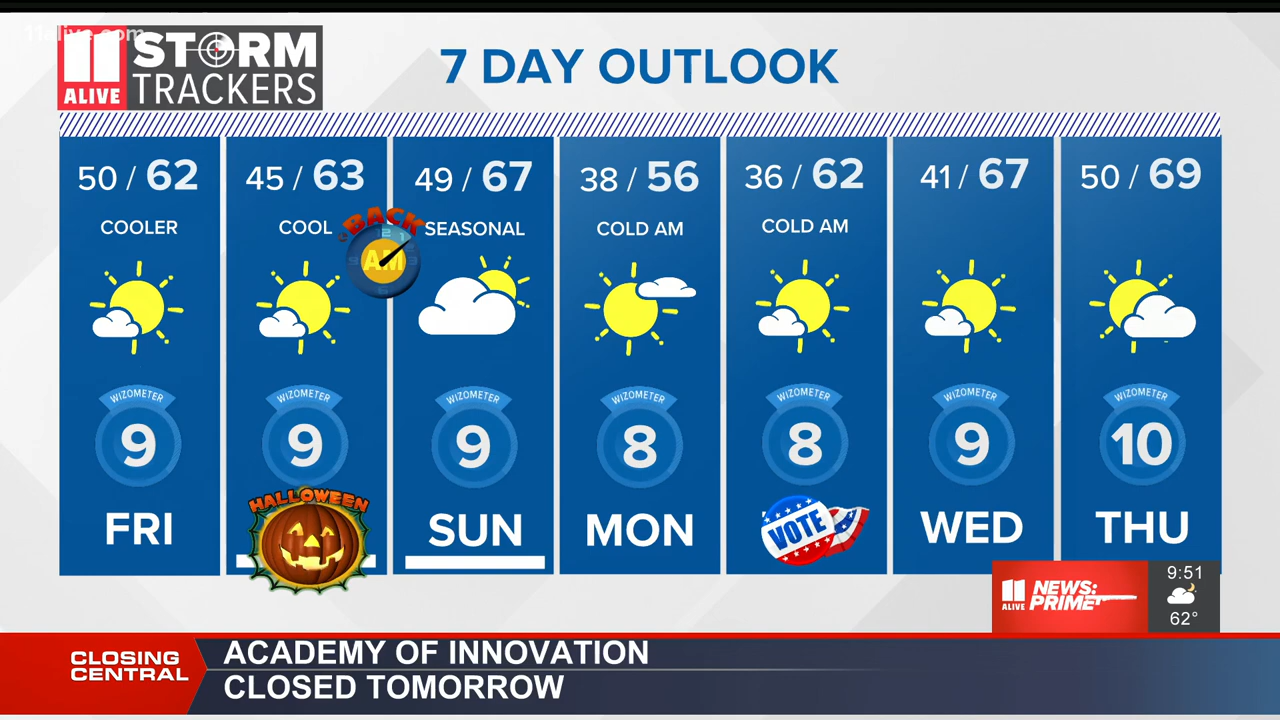 11alive.com
11
ALIVE
STORM
TRACKERS
7 DAY OUTLOOK
50 / 62
COOLER
WIZOMETER
9
FRI
45 / 63
COOL
WIZOMETER
9
HALLOWEEN
BACK
12 1
AM
49 / 67
SEASONAL
WIZOMETER
9
SUN
38 / 56
COLD AM
WIZOMETER
8
MON
36 / 62
COLD AM
WIZOMETER
8
VOTE
41 / 67
WIZOMETER
9
WED
50 / 69
WIZOMETER
10
THU
11
ALIVE
NEWS:
PRIME
9:51
62°
CLOSING
CENTRAL
ACADEMY OF INNOVATION
CLOSED TOMORROW